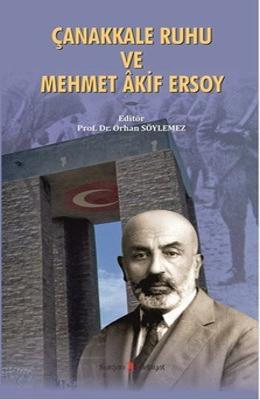 ÇANAKKALE RUHU
VE
MEHMET ÂKİF ERSOY
Editör
Prof. Dr. Orhan SÖYLEMEZ